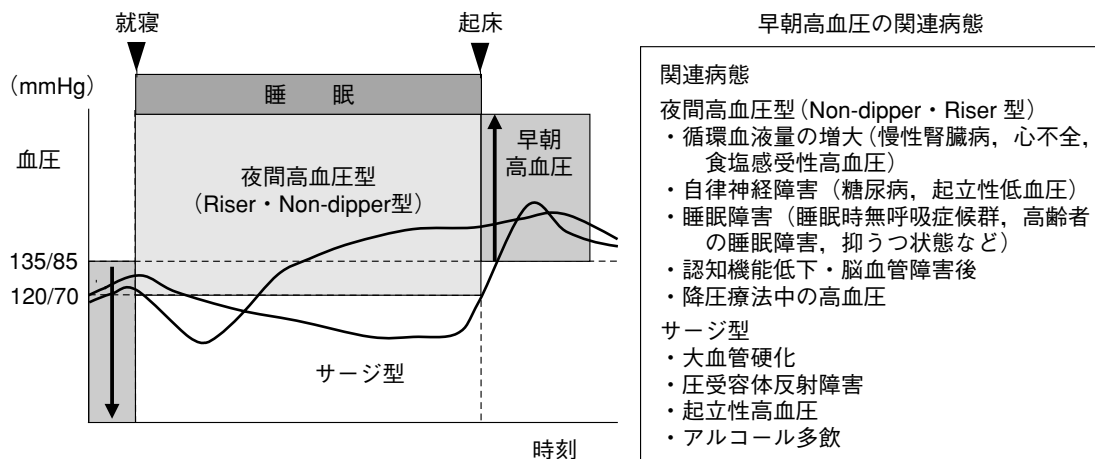 就寝
起床
(mmHg)
睡 眠
血圧
早朝
高血圧
夜間高血圧型
(Riser・Non-dipper型)
135/85
120/70
サージ型
時刻
早朝高血圧の関連病態
関連病態
夜間高血圧型(Non-dipper・Riser 型)
・循環血液量の増大(慢性腎臓病，心不全，
食塩感受性高血圧)
・自律神経障害(糖尿病，起立性低血圧)
・睡眠障害(睡眠時無呼吸症候群，高齢者
の睡眠障害，抑うつ状態など)
・認知機能低下・脳血管障害後
・降圧療法中の高血圧
サージ型
・大血管硬化
・圧受容体反射障害
・起立性高血圧
・アルコール多飲